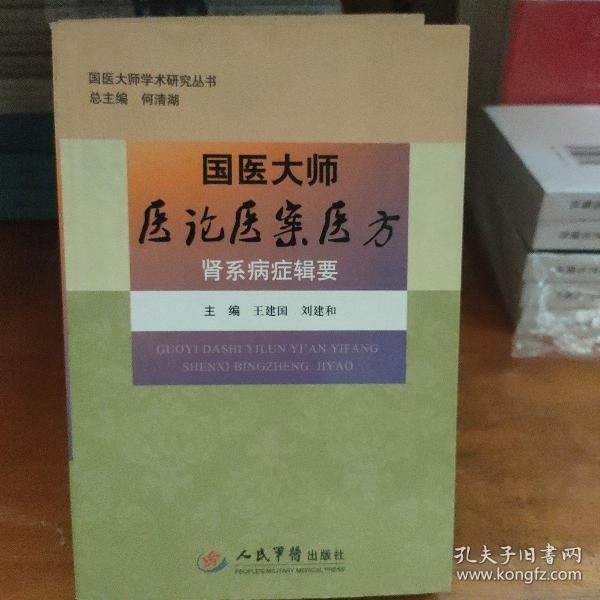 国医大师学术研究丛书
总主编 何清湖
国医大师
医论医案医方
肾系病症辑要
主 编 王建国 刘建和
GUOYI DASHI YILUN YI'AN YIFANG
SHENXI BINGZHENG JIYAO
人民军医出版社
PEOPLE'S MILITARY MEDICAL PRESS
孔夫子旧书网
www.kongfz.com